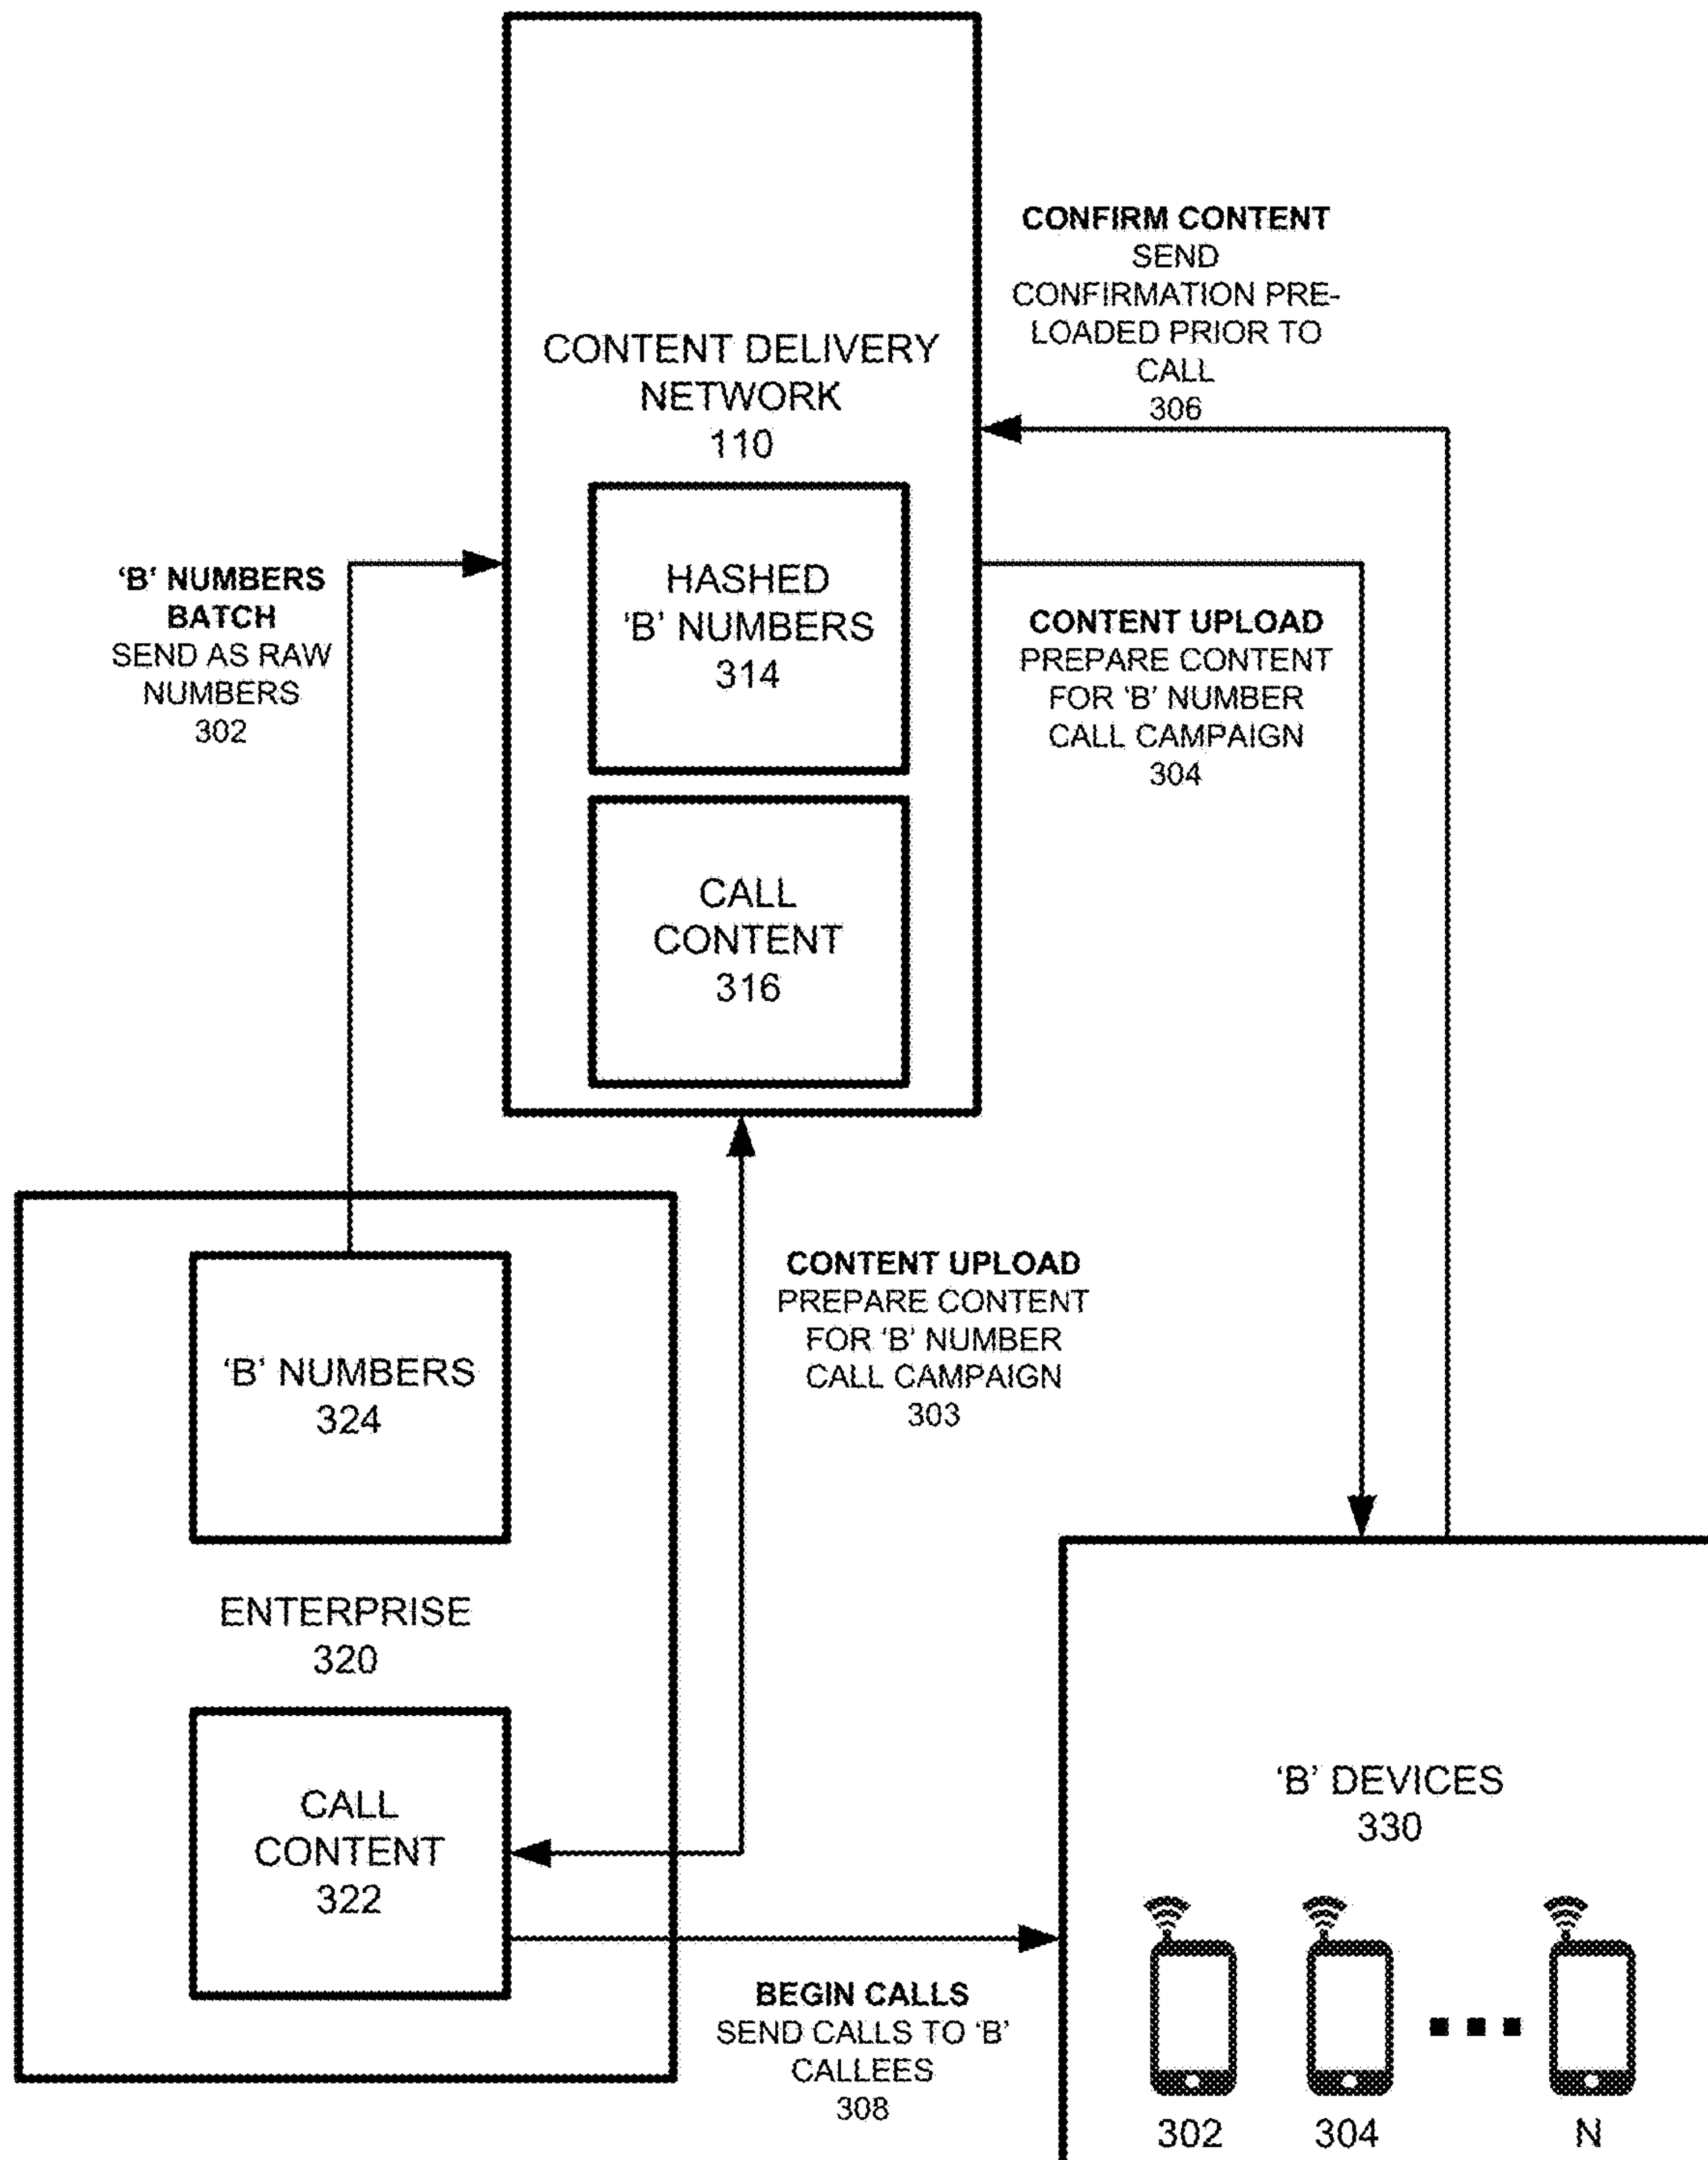 CONFIRM CONTENT
SEND
CONFIRMATION PRE-
LOADED PRIOR TO
CALL
306
CONTENT DELIVERY
NETWORK
110
HASHED
'B' NUMBERS
314
'B' NUMBERS
BATCH
SEND AS RAW
NUMBERS
302
CONTENT UPLOAD
PREPARE CONTENT
FOR 'B' NUMBER
CALL CAMPAIGN
304
CALL
CONTENT
316
CONTENT UPLOAD
PREPARE CONTENT
FOR 'B' NUMBER
CALL CAMPAIGN
303
'B' NUMBERS
324
ENTERPRISE
320
CALL
CONTENT
322
'B' DEVICES
330
BEGIN CALLS
SEND CALLS TO 'B'
CALLEES
308
302 304 N